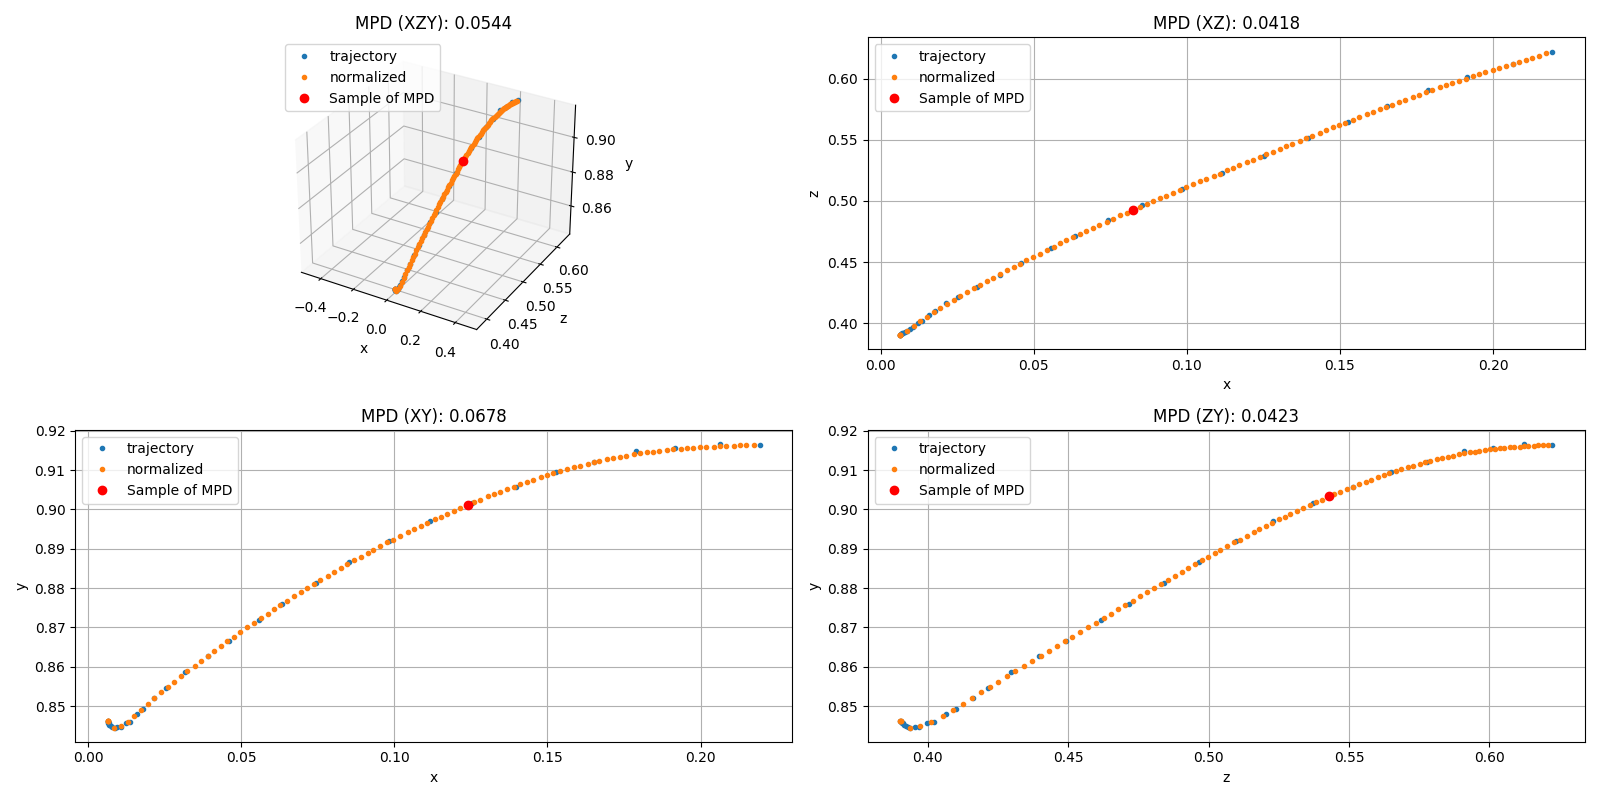 MPD (XZY): 0.0544
trajectory
normalized
Sample of MPD
0.90
0.88
0.86
y
−0.4
−0.2
0.0
0.2
0.4
x
0.40
0.45
0.50
0.55
0.60
z
MPD (XZ): 0.0418
trajectory
normalized
Sample of MPD
0.60
0.55
0.50
0.45
0.40
z
0.00 0.05 0.10 0.15 0.20
x
MPD (XY): 0.0678
trajectory
normalized
Sample of MPD
0.92
0.91
0.90
0.89
0.88
0.87
0.86
0.85
y
0.00 0.05 0.10 0.15 0.20
x
MPD (ZY): 0.0423
trajectory
normalized
Sample of MPD
0.92
0.91
0.90
0.89
0.88
0.87
0.86
0.85
y
0.40 0.45 0.50 0.55 0.60
z